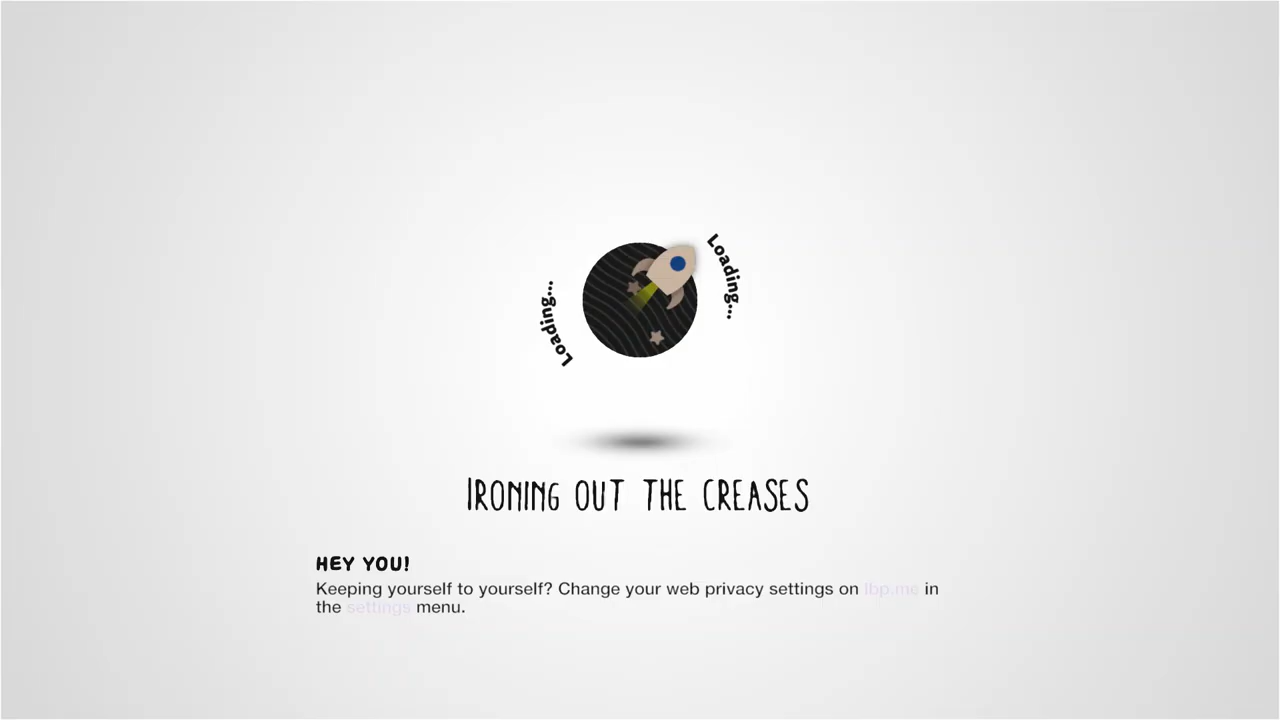 Loading...
Loading...
IRONING OUT THE CREASES
HEY YOU!
Keeping yourself to yourself? Change your web privacy settings on lbp.me in
the settings menu.